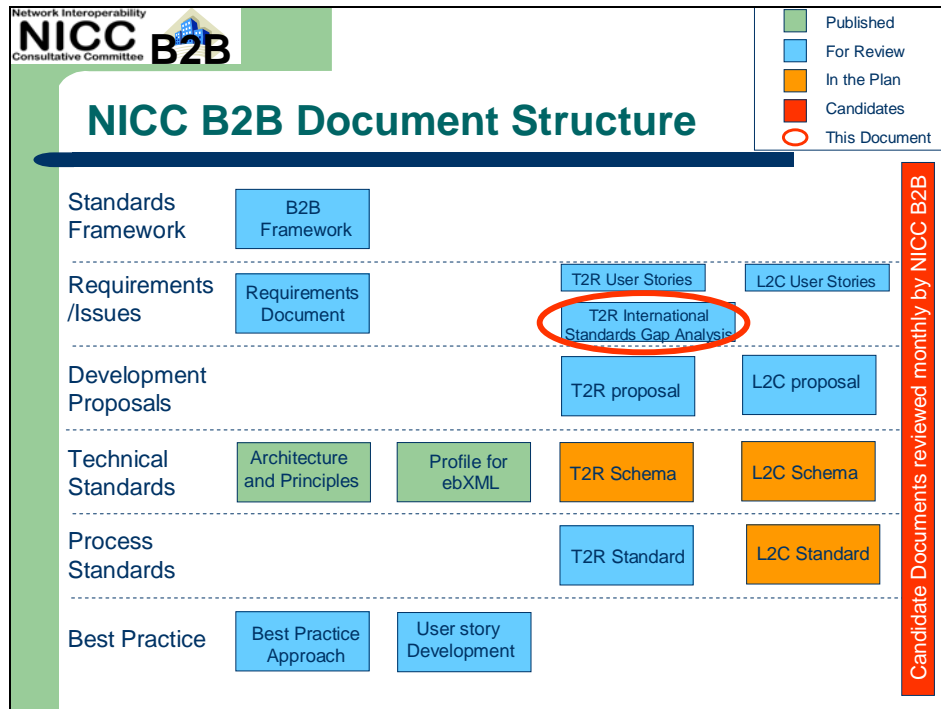 Network Interoperability
NICC
Consultative Committee
B2B
Published
For Review
In the Plan
Candidates
This Document
NICC B2B Document Structure
Standards
Framework
B2B
Framework
Requirements
/Issues
Requirements
Document
T2R User Stories
L2C User Stories
T2R International
Standards Gap Analysis
Development
Proposals
T2R proposal
L2C proposal
Technical
Standards
Architecture
and Principles
Profile for
ebXML
T2R Schema
L2C Schema
Process
Standards
T2R Standard
L2C Standard
Best Practice
Best Practice
Approach
User story
Development
Candidate Documents reviewed monthly by NICC B2B